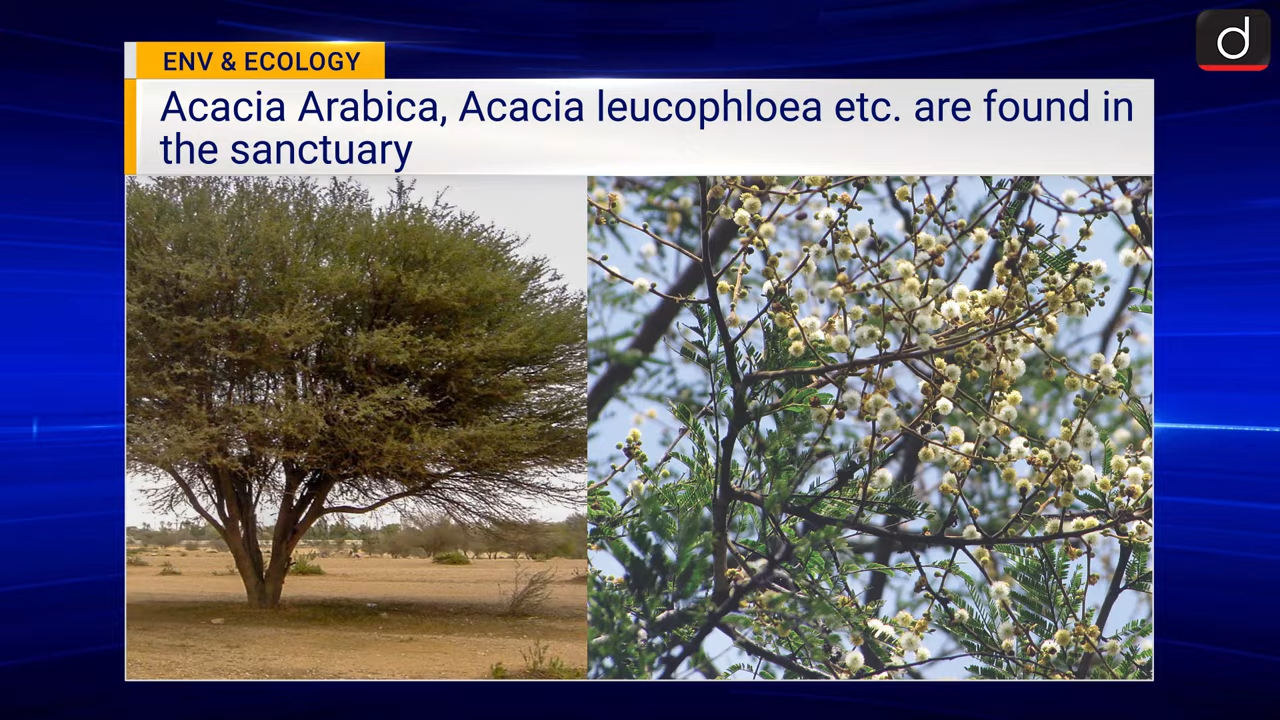 d
ENV & ECOLOGY
Acacia Arabica, Acacia leucophloea etc. are found in
the sanctuary